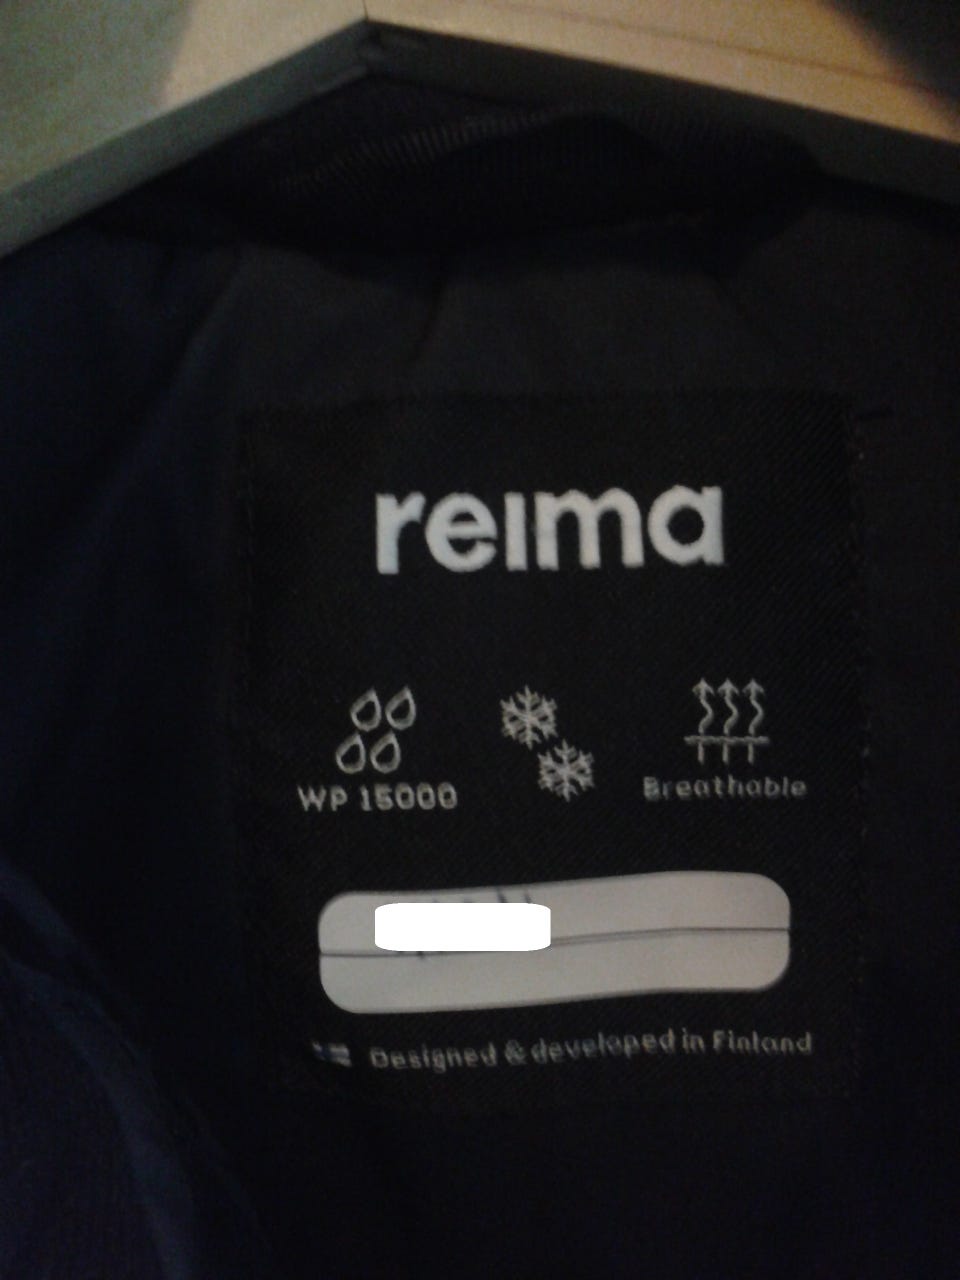 reima
WP 15000
Breathable
Designed & developed in Finland